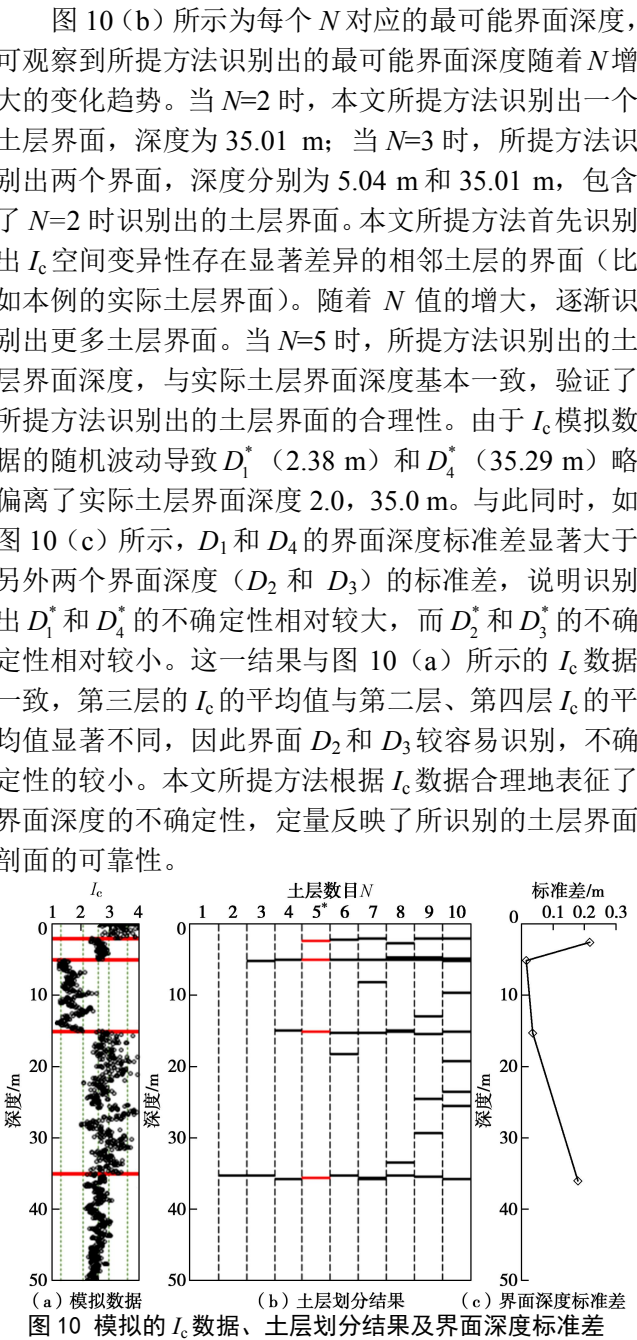 图 10（b）所示为每个 N 对应的最可能界面深度，
可观察到所提方法识别出的最可能界面深度随着 N 增
大的变化趋势。当 N=2 时，本文所提方法识别出一个
土层界面，深度为 35.01 m；当 N=3 时，所提方法识
别出两个界面，深度分别为 5.04 m 和 35.01 m，包含
了 N=2 时识别出的土层界面。本文所提方法首先识别
出 Ic 空间变异性存在显著差异的相邻土层的界面（比
如本例的实际土层界面）。随着 N 值的增大，逐渐识
别出更多土层界面。当 N=5 时，所提方法识别出的土
层界面深度，与实际土层界面深度基本一致，验证了
所提方法识别出的土层界面的合理性。由于 Ic 模拟数
据的随机波动导致 D1*（2.38 m）和 D4*（35.29 m）略
偏离了实际土层界面深度 2.0，35.0 m。与此同时，如
图 10（c）所示，D1 和 D4 的界面深度标准差显著大于
另外两个界面深度（D2 和 D3）的标准差，说明识别
出 D1* 和 D4* 的不确定性相对较大，而 D2* 和 D3* 的不确
定性相对较小。这一结果与图 10（a）所示的 Ic 数据
一致，第三层的 Ic 的平均值与第二层、第四层 Ic 的平
均值显著不同，因此界面 D2 和 D3 较容易识别，不确
定性的较小。本文所提方法根据 Ic 数据合理地表征了
界面深度的不确定性，定量反映了所识别的土层界面
剖面的可靠性。
Ic
1 2 3 4
0
10
20
30
40
50
深度/m
（a）模拟数据
土层数目N
1 2 3 4 5* 6 7 8 9 10
0
10
20
30
40
50
深度/m
（b）土层划分结果
标准差/m
0 0.1 0.2 0.3
10
20
30
40
50
深度/m
（c）界面深度标准差
图 10 模拟的 Ic 数据、土层划分结果及界面深度标准差